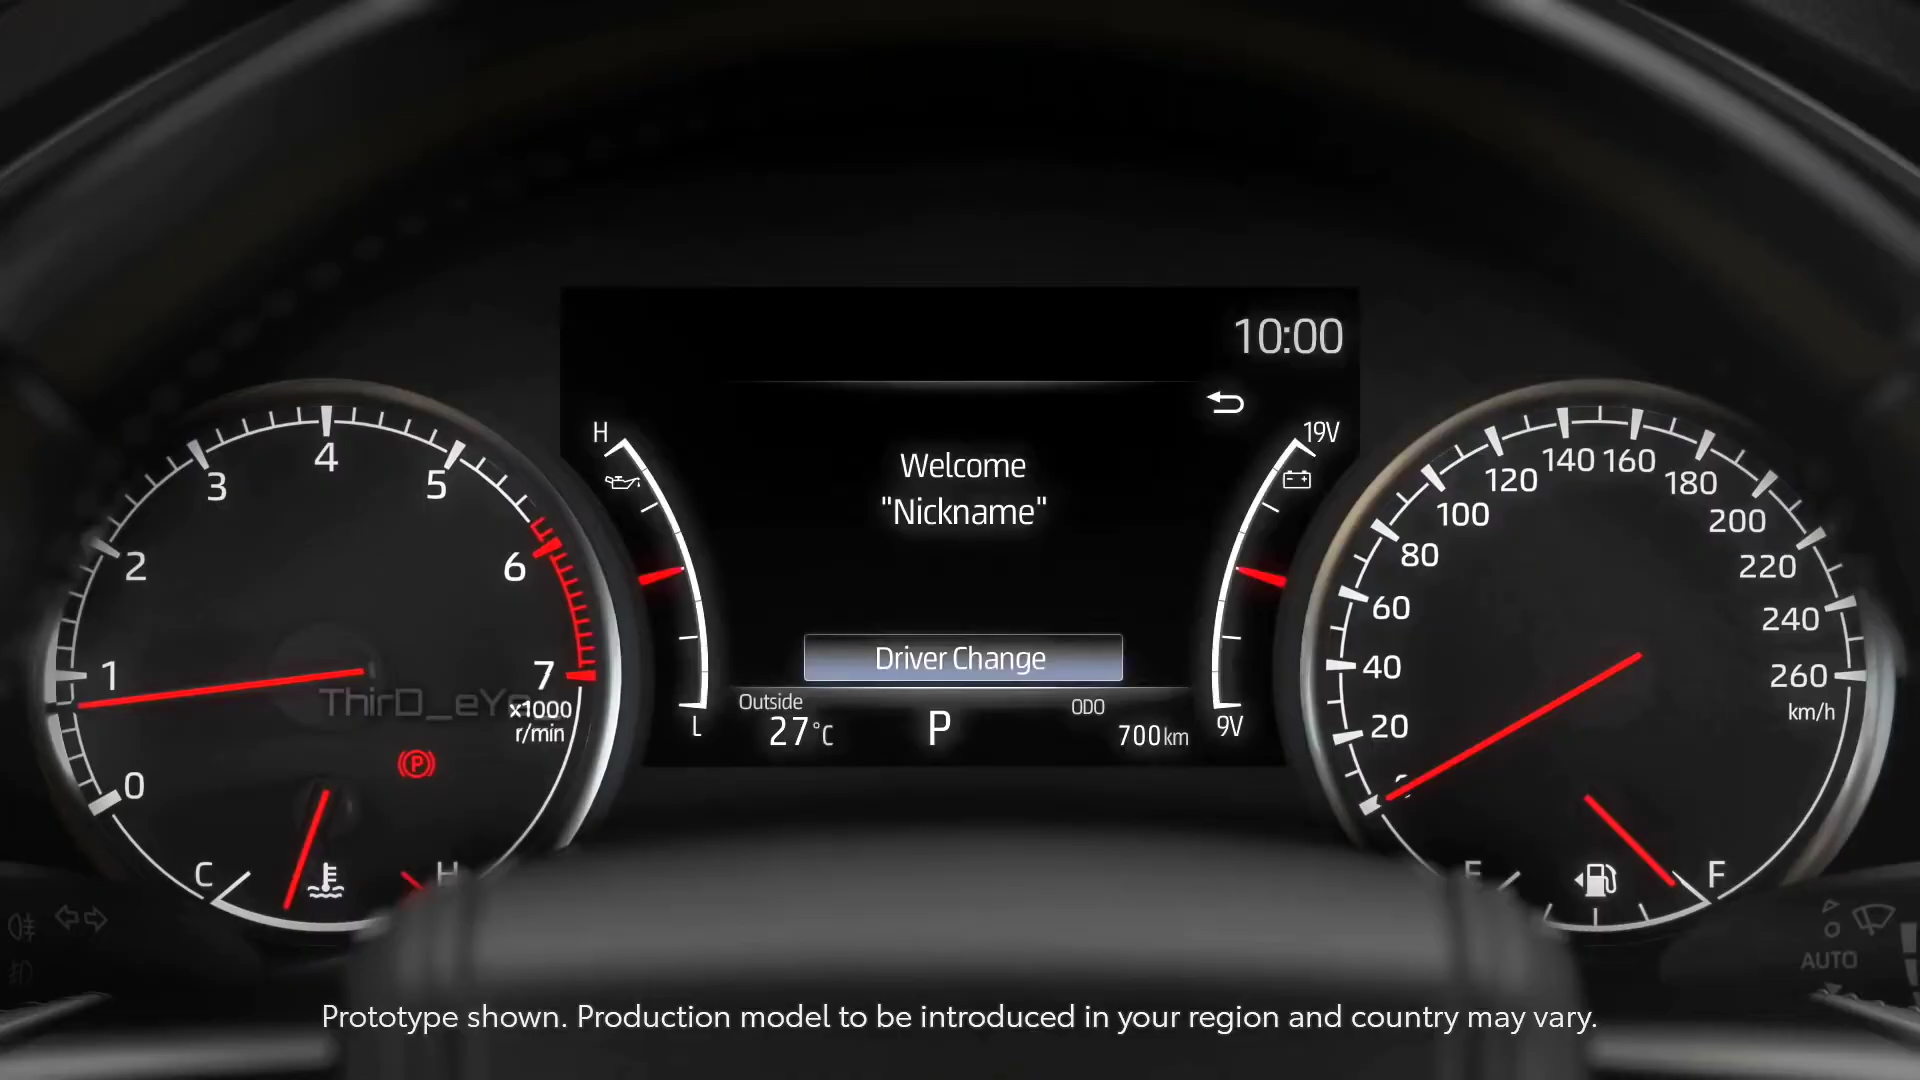 10:00
H
19V
Welcome
"Nickname"
Driver Change
Outside
27°C
P
ODO
700km
L
9V
0
1
2
3
4
5
6
7
x1000
r/min
ThirD_eYe
P
C
H
20
40
60
80
100
120
140
160
180
200
220
240
260
km/h
E
F
AUTO
Prototype shown. Production model to be introduced in your region and country may vary.